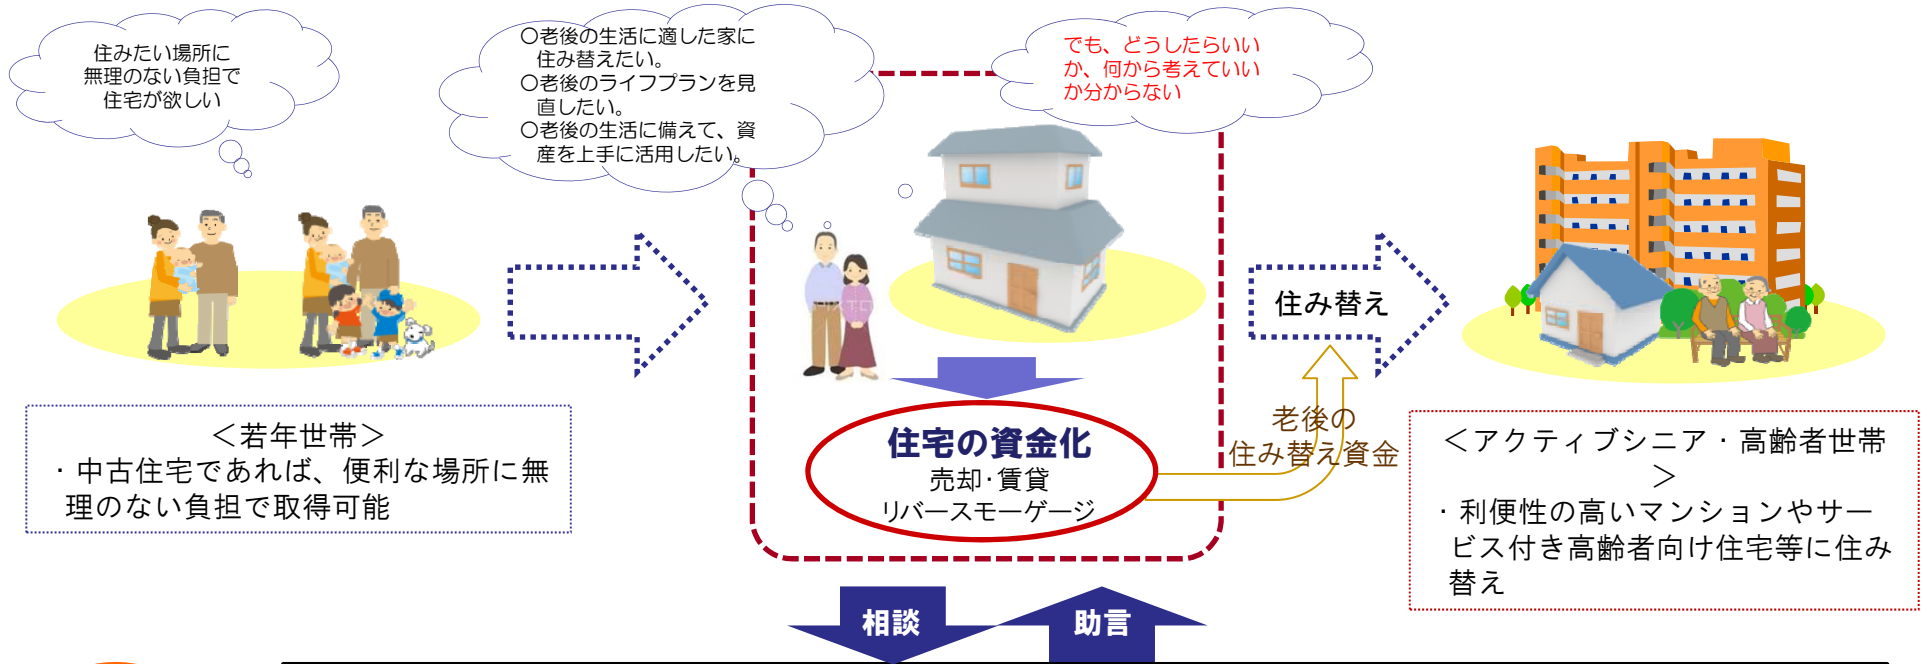 住みたい場所に
無理のない負担で
住宅が欲しい
○老後の生活に適した家に
住み替えたい。
○老後のライフプランを見
直したい。
○老後の生活に備えて、資
産を上手に活用したい。
でも、どうしたらいい
か、何から考えていい
か分からない
住み替え
住宅の資金化
売却・賃貸
リバースモーゲージ
老後の
住み替え資金
＜若年世帯＞
・中古住宅であれば、便利な場所に無
理のない負担で取得可能
＜アクティブシニア・高齢者世帯
＞
・利便性の高いマンションやサー
ビス付き高齢者向け住宅等に住み
替え
相談
助言